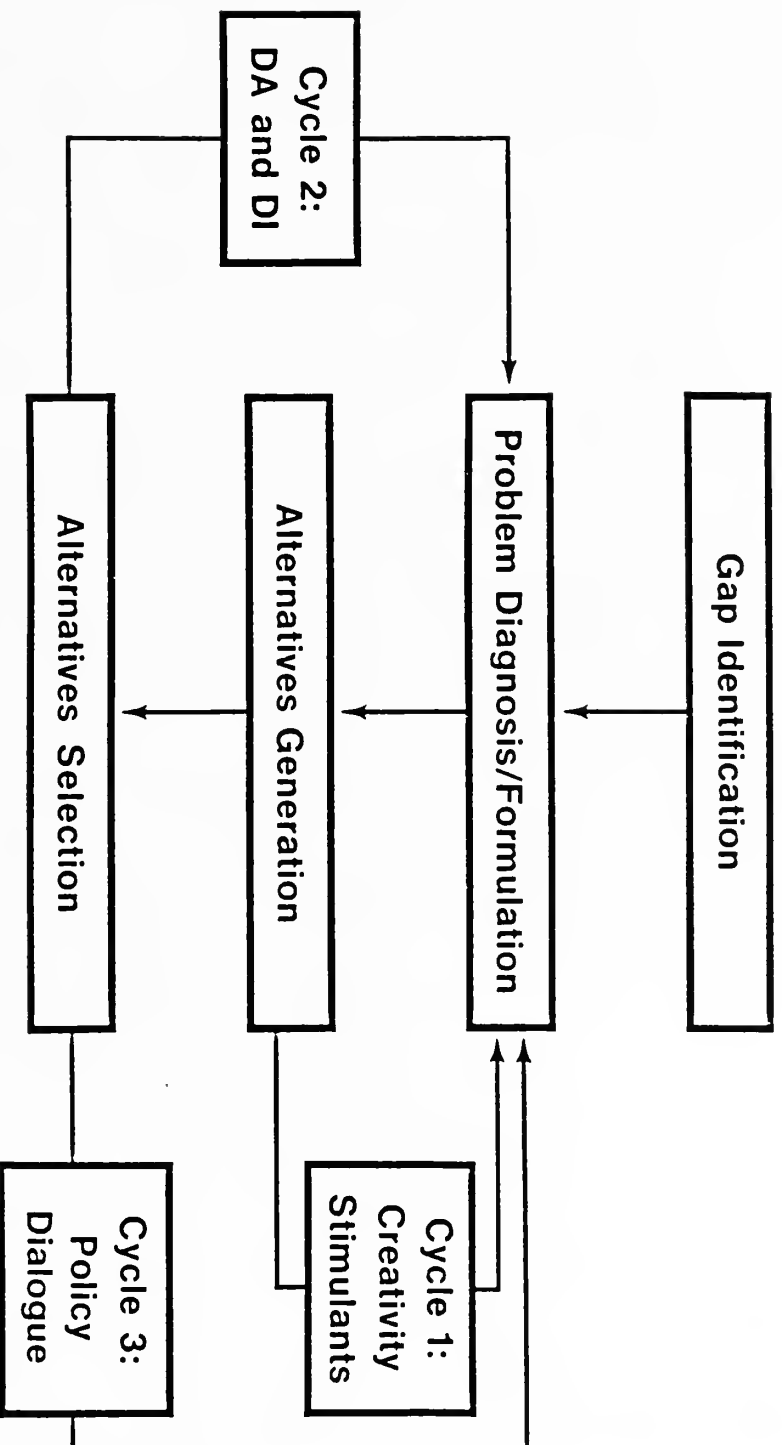 Gap Identification
Problem Diagnosis/Formulation
Cycle 2:
DA and DI
Cycle 1:
Creativity
Stimulants
Alternatives Generation
Alternatives Selection
Cycle 3:
Policy
Dialogue